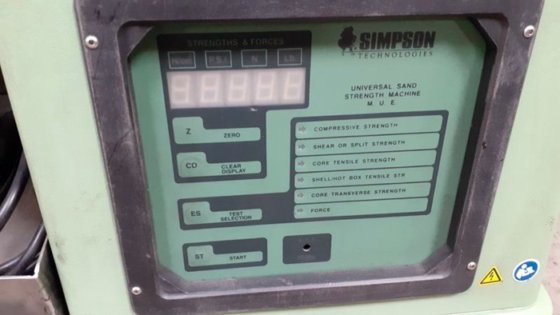 STRENGTHS & FORCES
P.S.I N LB
SIMPSON
TECHNOLOGIES
UNIVERSAL SAND
STRENGTH MACHINE
M. U. E.
Z ZERO
CD CLEAR
DISPLAY
ES TEST
SELECTION
ST START
COMPRESSIVE STRENGTH
SHEAR OR SPLIT STRENGTH
CORE TENSILE STRENGTH
SHELL/HOT BOX TENSILE STR
CORE TRANSVERSE STRENGTH
FORCE